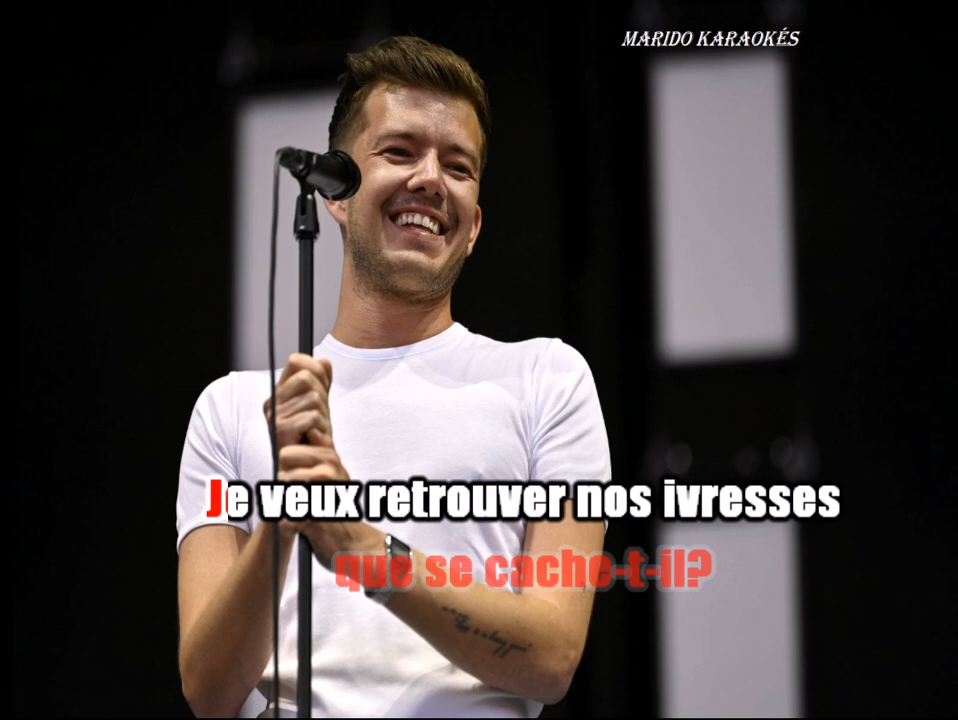 MARIDO KARAOKÉS
Je veux retrouver nos ivresses
que se cache-t-il?